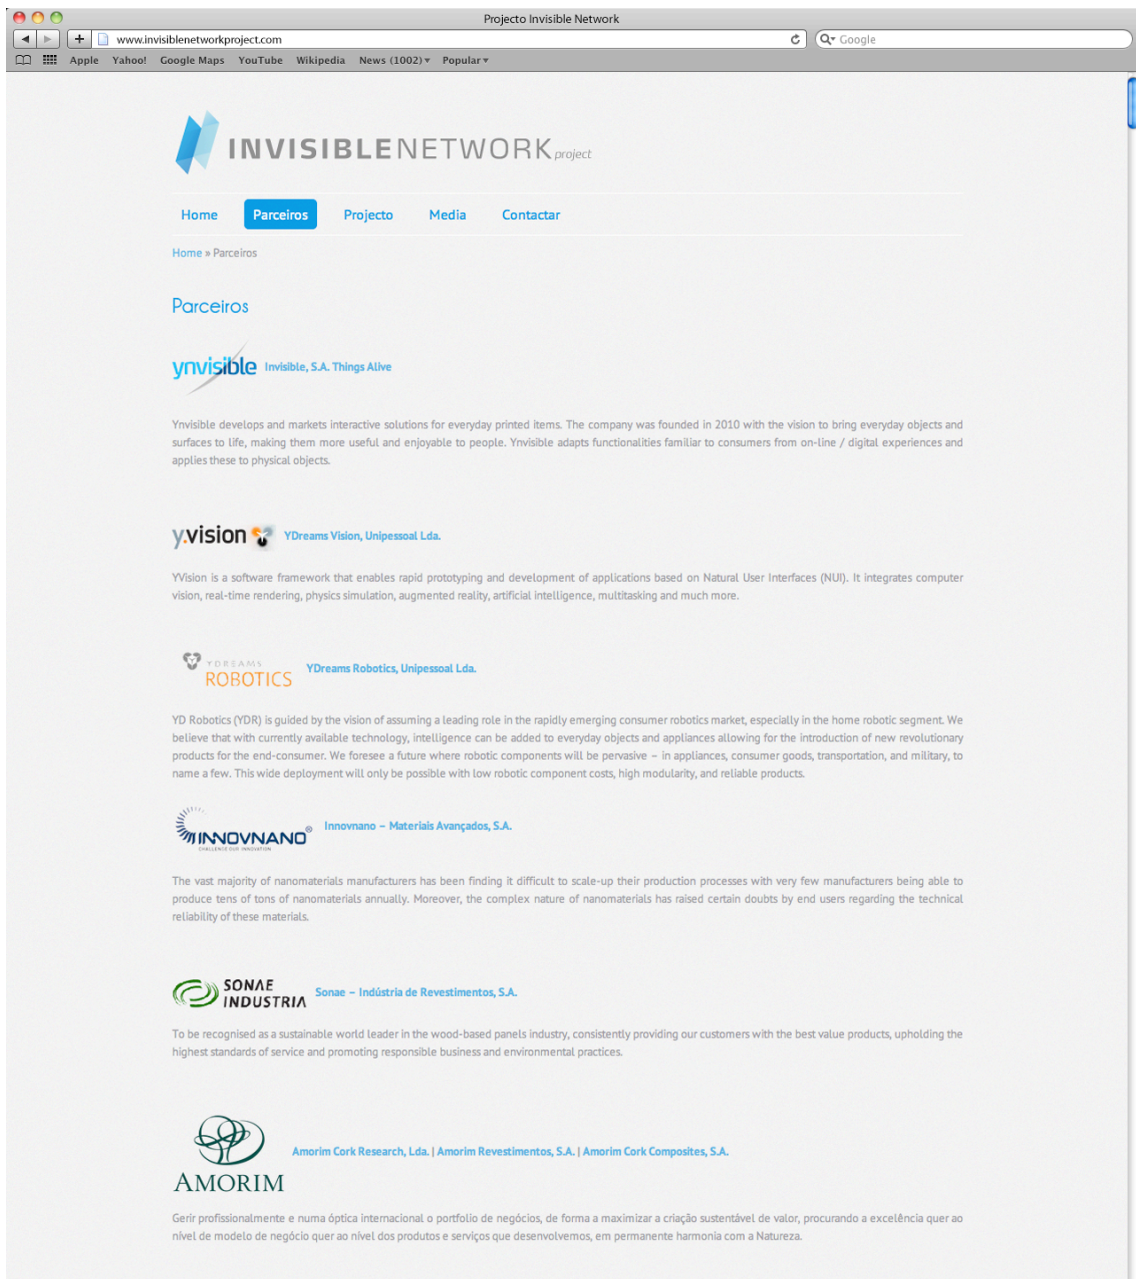 Projecto Invisible Network
www.invisiblenetworkproject.com
Google
Apple Yahoo! Google Maps YouTube Wikipedia News (1002) Popular
INVISIBLENETWORK project
Home Parceiros Projecto Media Contactar
Home » Parceiros
Parceiros
ynvisible Invisible, S.A. Things Alive
Ynvisible develops and markets interactive solutions for everyday printed items. The company was founded in 2010 with the vision to bring everyday objects and
surfaces to life, making them more useful and enjoyable to people. Ynvisible adapts functionalities familiar to consumers from on-line / digital experiences and
applies these to physical objects.
y.vision YDreams Vision, Unipessoal Lda.
YVision is a software framework that enables rapid prototyping and development of applications based on Natural User Interfaces (NUI). It integrates computer
vision, real-time rendering, physics simulation, augmented reality, artificial intelligence, multitasking and much more.
YDREAMS
ROBOTICS YDreams Robotics, Unipessoal Lda.
YD Robotics (YDR) is guided by the vision of assuming a leading role in the rapidly emerging consumer robotics market, especially in the home robotic segment. We
believe that with currently available technology, intelligence can be added to everyday objects and appliances allowing for the introduction of new revolutionary
products for the end-consumer. We foresee a future where robotic components will be pervasive – in appliances, consumer goods, transportation, and military, to
name a few. This wide deployment will only be possible with low robotic component costs, high modularity, and reliable products.
INNOVNANO® Innovnano – Materiais Avançados, S.A.
CHALLENGE OUR INNOVATION
The vast majority of nanomaterials manufacturers has been finding it difficult to scale-up their production processes with very few manufacturers being able to
produce tens of tons of nanomaterials annually. Moreover, the complex nature of nanomaterials has raised certain doubts by end users regarding the technical
reliability of these materials.
SONAE
INDUSTRIA Sonae – Indústria de Revestimentos, S.A.
To be recognised as a sustainable world leader in the wood-based panels industry, consistently providing our customers with the best value products, upholding the
highest standards of service and promoting responsible business and environmental practices.
Amorim Cork Research, Lda. | Amorim Revestimentos, S.A. | Amorim Cork Composites, S.A.
AMORIM
Gerir profissionalmente e numa óptica internacional o portfolio de negócios, de forma a maximizar a criação sustentável de valor, procurando a excelência quer ao
nível de modelo de negócio quer ao nível dos produtos e serviços que desenvolvemos, em permanente harmonia com a Natureza.